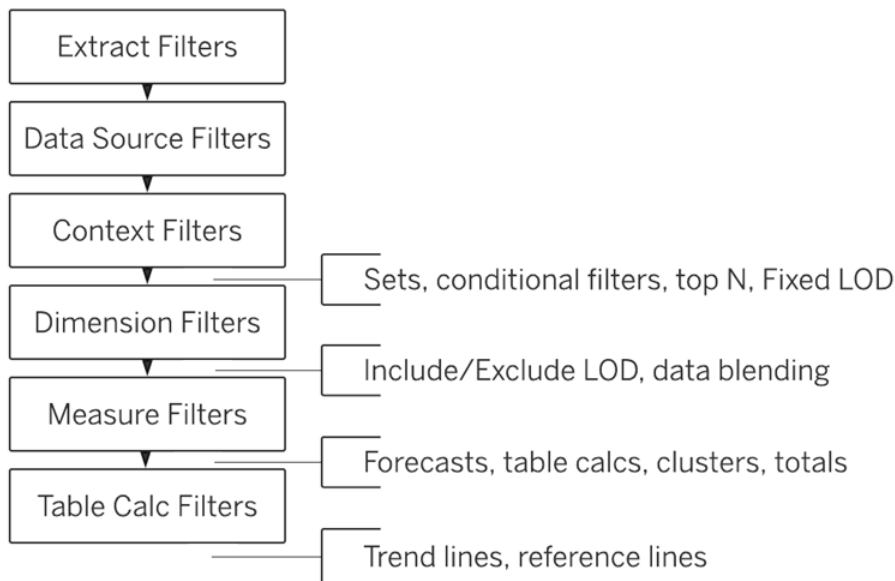 Extract Filters
Data Source Filters
Context Filters
Sets, conditional filters, top N, Fixed LOD
Dimension Filters
Include/Exclude LOD, data blending
Measure Filters
Forecasts, table calcs, clusters, totals
Table Calc Filters
Trend lines, reference lines